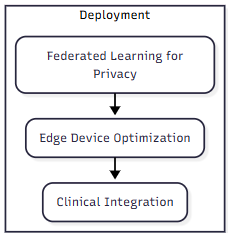 Deployment
Federated Learning for
Privacy
Edge Device Optimization
Clinical Integration